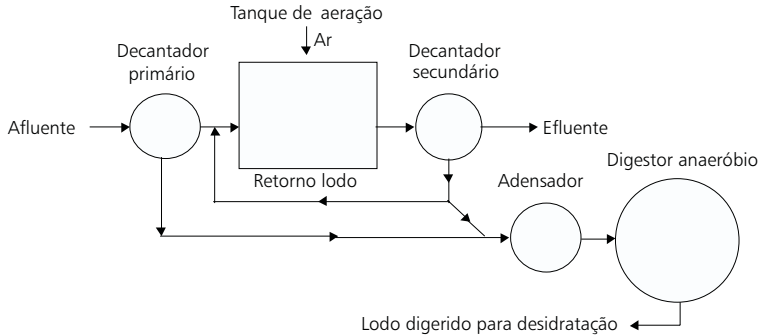 Tanque de aeração
Ar
Decantador
primário
Decantador
secundário
Afluente
Efluente
Retorno lodo
Adensador
Digestor anaeróbio
Lodo digerido para desidratação